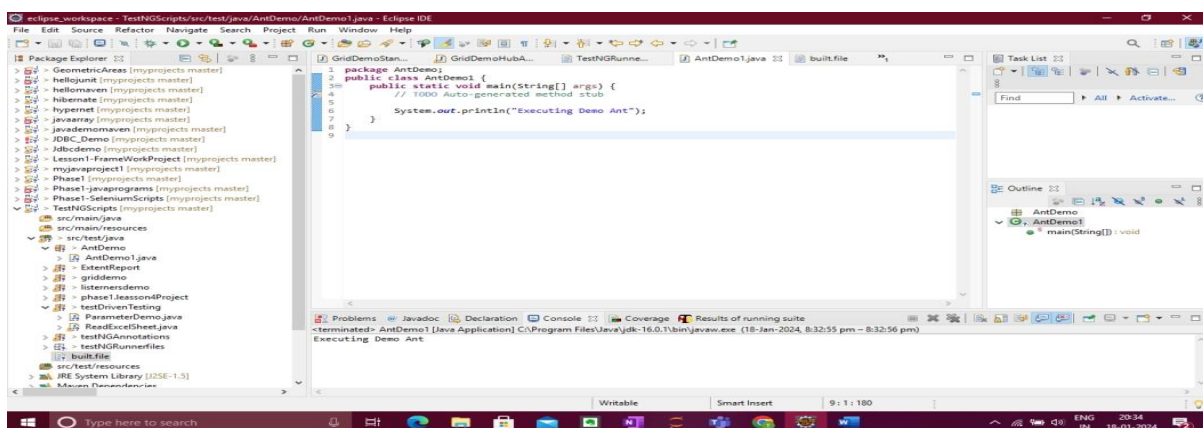 eclipse_workspace - TestNGScripts/src/test/java/AntDemo/AntDemo1.java - Eclipse IDE
File Edit Source Refactor Navigate Search Project Run Window Help
Package Explorer
> GeometricAreas [myprojects master]
> hellojunit [myprojects master]
> hellomaven [myprojects master]
> hibernate [myprojects master]
> hypernet [myprojects master]
> javaarray [myprojects master]
> javademomaven [myprojects master]
> JDBC_Demo [myprojects master]
> Jdbcdemo [myprojects master]
> Lesson1-FrameWorkProject [myprojects master]
> myjavaproject1 [myprojects master]
> Phase1 [myprojects master]
> Phase1-javaprograms [myprojects master]
> Phase1-SeleniumScripts [myprojects master]
> TestNGScripts [myprojects master]
src/main/java
src/main/resources
> src/test/java
> AntDemo
> AntDemo1.java
> ExtentReport
> griddemo
> listernersdemo
> phase1.leasson4Project
> testDrivenTesting
> ParameterDemo.java
> ReadExcelSheet.java
> testNGAnnotations
> testNGRunnerfiles
built.file
src/test/resources
JRE System Library [J2SE-1.5]
Maven Dependencies
GridDemoStan... GridDemoHubA... TestNGRunne... AntDemo1.java built.file
1 package AntDemo;
2 public class AntDemo1 {
3 public static void main(String[] args) {
4 // TODO Auto-generated method stub
5
6 System.out.println("Executing Demo Ant");
7 }
8 }
9
Problems Javadoc Declaration Console Coverage Results of running suite
<terminated> AntDemo1 [Java Application] C:\Program Files\Java\jdk-16.0.1\bin\javaw.exe (18-Jan-2024, 8:32:55 pm – 8:32:56 pm)
Executing Demo Ant
Task List
Find All Activate...
Outline
AntDemo
AntDemo1
main(String[]) : void
Writable Smart Insert 9 : 1 : 180
Type here to search
ENG
IN
20:34
18-01-2024